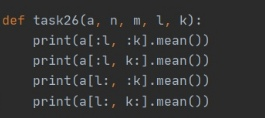 def task26(a, n, m, l, k):
    print(a[:l, :k].mean())
    print(a[:l, k:].mean())
    print(a[l:, :k].mean())
    print(a[l:, k:].mean())